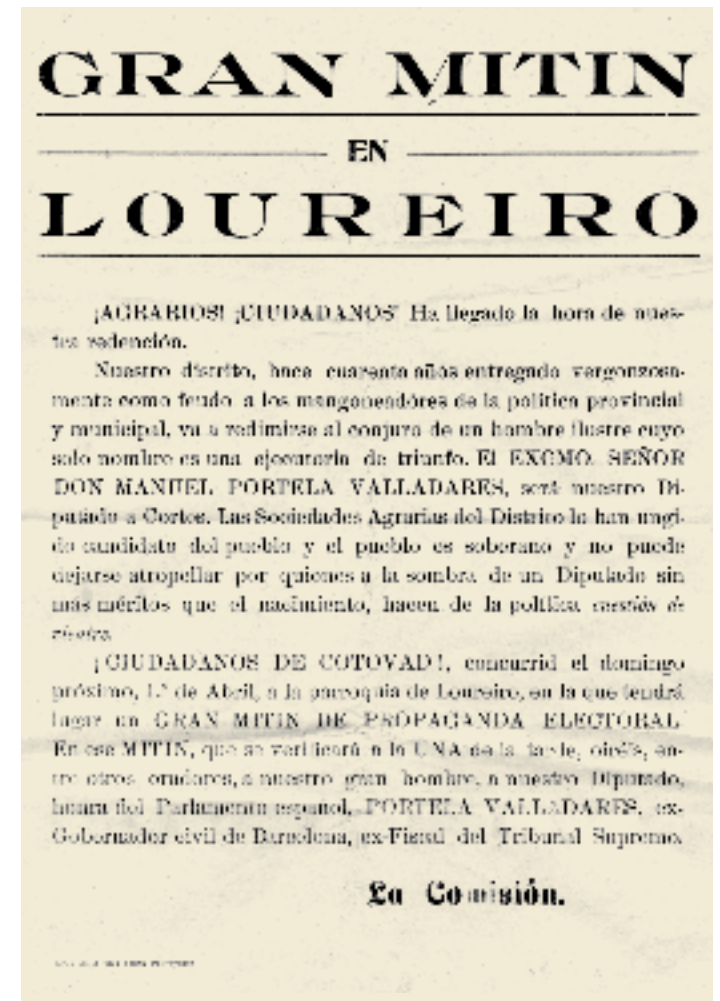 GRAN MITIN
EN
LOUREIRO
¡AGRARIOS! ¡CIUDADANOS! Ha llegado la hora de nues-
tra redención.
Nuestro distrito, hace cuarenta años entregado vergonzosa-
mente como feudo a los mangoneadores de la política provincial
y municipal, va a redimirse al conjuro de un hombre ilustre cuyo
solo nombre es una ejecutoria de triunfo. El EXCMO. SEÑOR
DON MANUEL PORTELA VALLADARES, será nuestro Di-
putado a Cortes. Las Sociedades Agrarias del Distrito le han ungi-
do candidato del pueblo y el pueblo es soberano y no puede
dejarse atropellar por quienes a la sombra de un Diputado sin
más méritos que el nacimiento, hacen de la política cuestión de
¡CIUDADANOS DE COTOVAD!, concurrid el domingo
próximo, 1.º de Abril, a la parroquia de Loureiro, en la que tendrá
lugar un GRAN MITIN DE PROPAGANDA ELECTORAL
En ese MITIN, que se verificará a la UNA de la tarde, oiréis, en-
tre otros oradores, a nuestro gran hombre, a nuestro Diputado,
honra del Parlamento español, PORTELA VALLADARES, ex-
Gobernador civil de Barcelona, ex-Fiscal del Tribunal Supremo.
La Comisión.